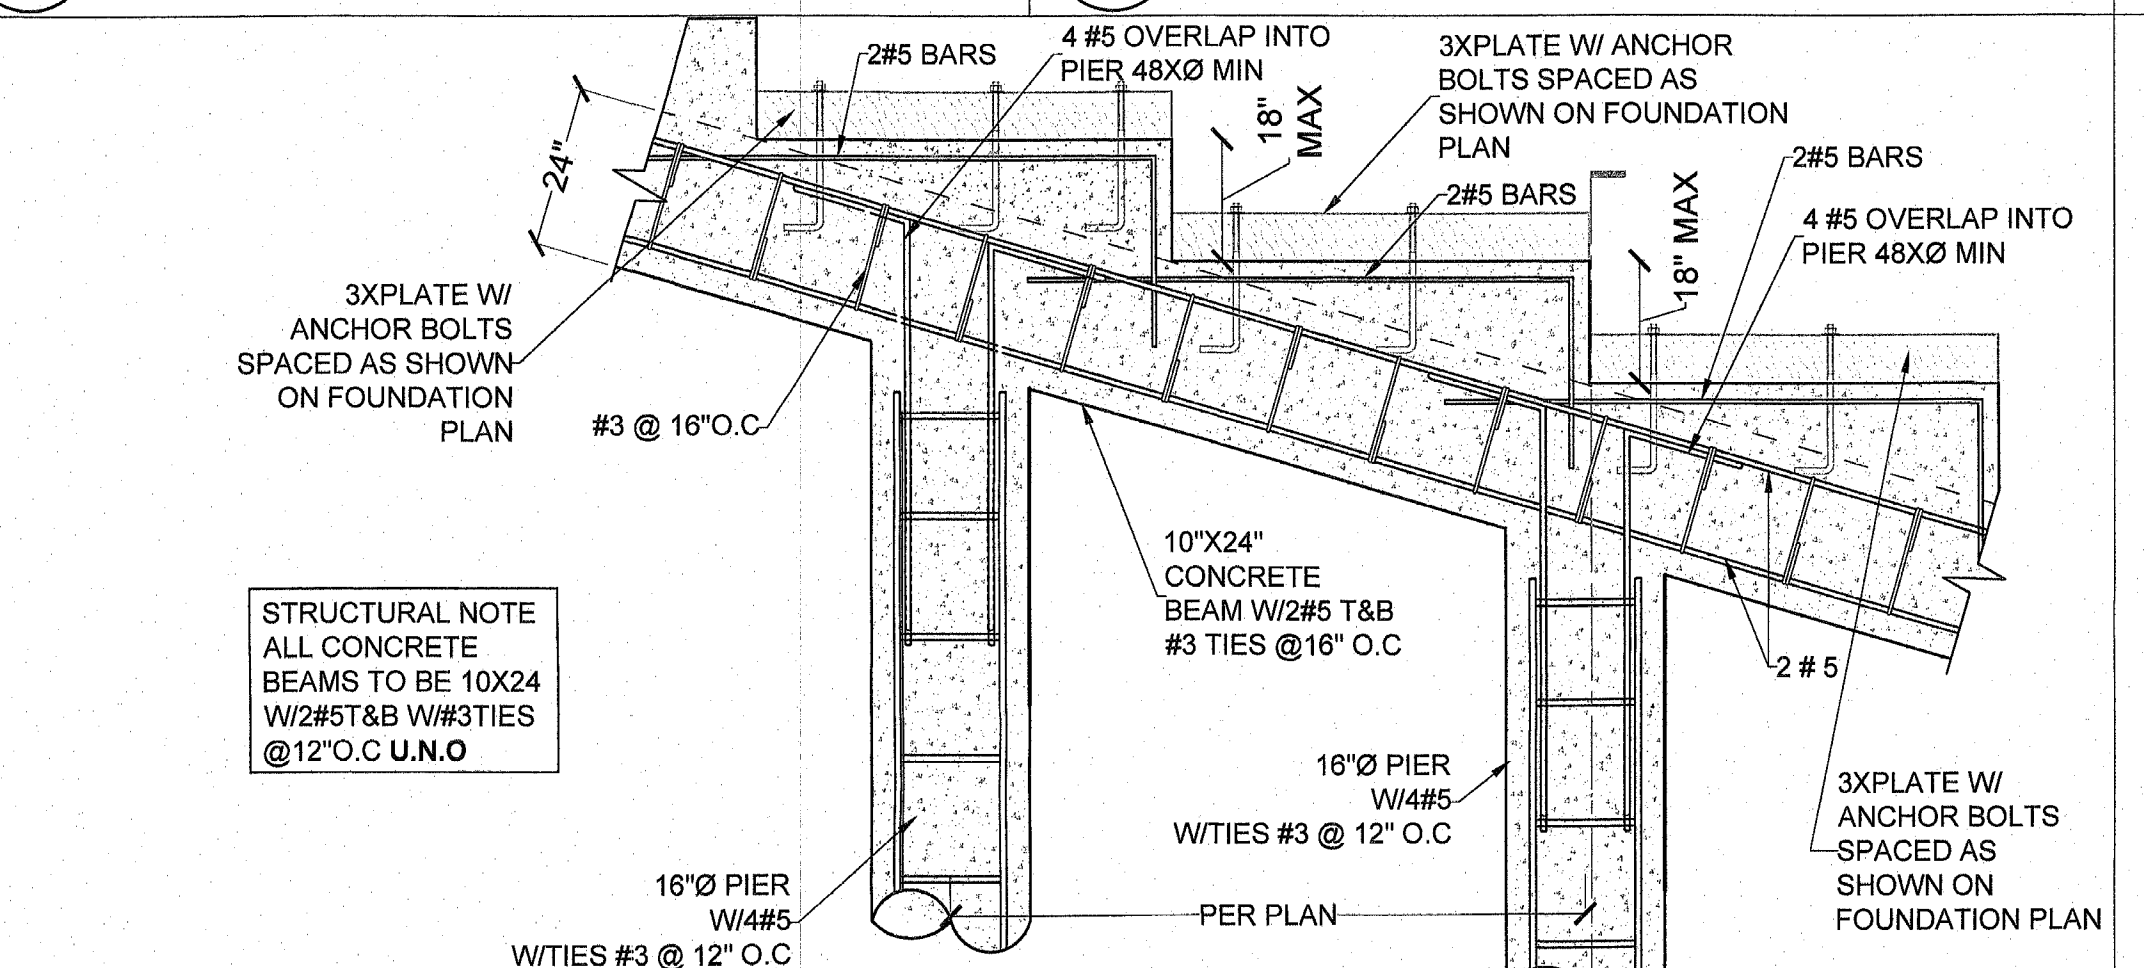 2#5 BARS
4 #5 OVERLAP INTO
PIER 48XØ MIN
3XPLATE W/ ANCHOR
BOLTS SPACED AS
SHOWN ON FOUNDATION
PLAN
18"
MAX
24"
2#5 BARS
2#5 BARS
18" MAX
4 #5 OVERLAP INTO
PIER 48XØ MIN
3XPLATE W/
ANCHOR BOLTS
SPACED AS SHOWN
ON FOUNDATION
PLAN
#3 @ 16"O.C
10"X24"
CONCRETE
BEAM W/2#5 T&B
#3 TIES @16" O.C
STRUCTURAL NOTE
ALL CONCRETE
BEAMS TO BE 10X24
W/2#5T&B W/#3TIES
@12"O.C U.N.O
2 # 5
16"Ø PIER
W/4#5
W/TIES #3 @ 12" O.C
3XPLATE W/
ANCHOR BOLTS
SPACED AS
SHOWN ON
FOUNDATION PLAN
16"Ø PIER
W/4#5
W/TIES #3 @ 12" O.C
PER PLAN